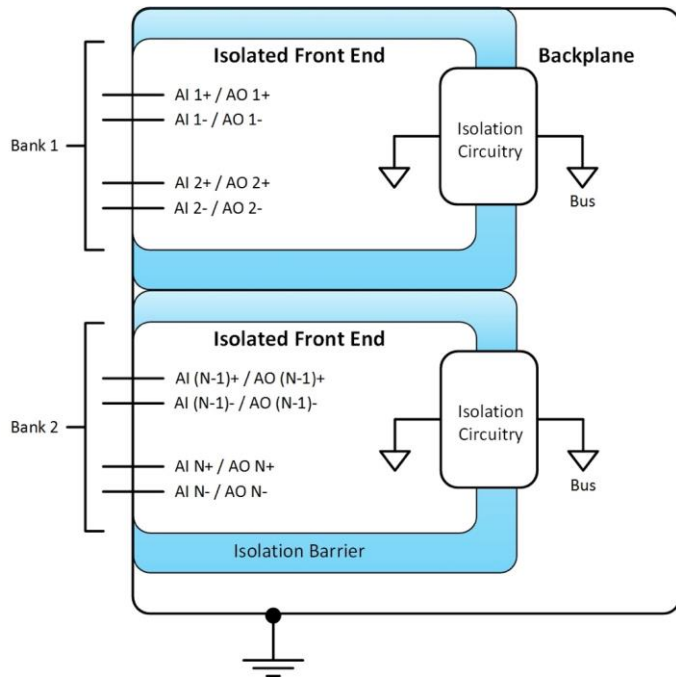 Isolated Front End
Backplane
Bank 1
AI 1+ / AO 1+
AI 1- / AO 1-
AI 2+ / AO 2+
AI 2- / AO 2-
Isolation
Circuitry
Bus
Isolated Front End
Bank 2
AI (N-1)+ / AO (N-1)+
AI (N-1)- / AO (N-1)-
AI N+ / AO N+
AI N- / AO N-
Isolation
Circuitry
Bus
Isolation Barrier